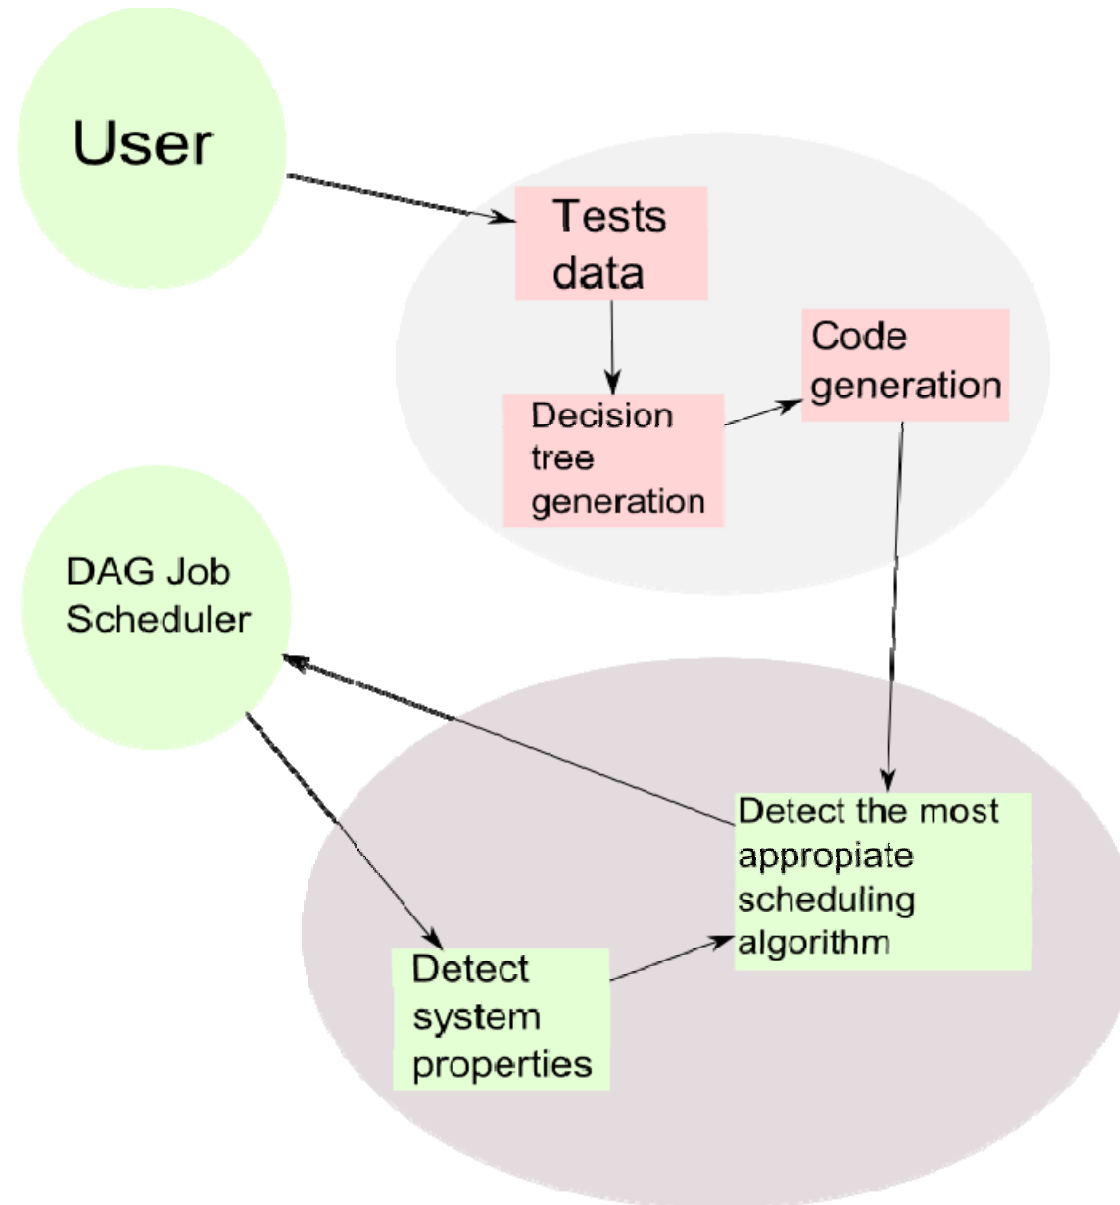 User
Tests
data
Code
generation
Decision
tree
generation
DAG Job
Scheduler
Detect the most
appropiate
scheduling
algorithm
Detect
system
properties